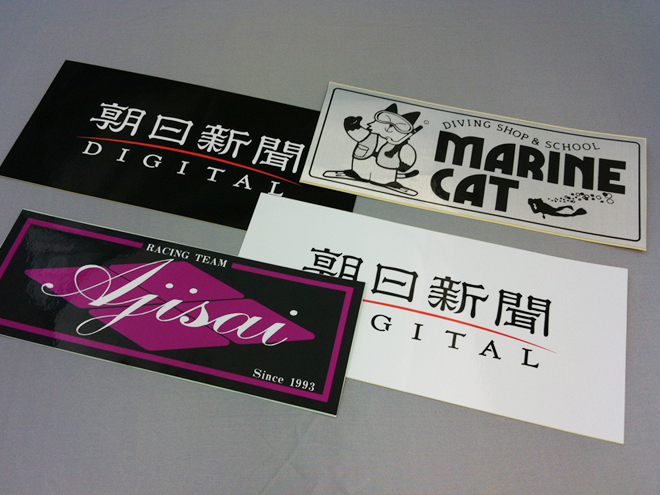 朝日新聞
DIGITAL
DIVING SHOP & SCHOOL
MARINE
CAT
RACING TEAM
Ajisai
Since 1993
朝日新聞
IGITAL